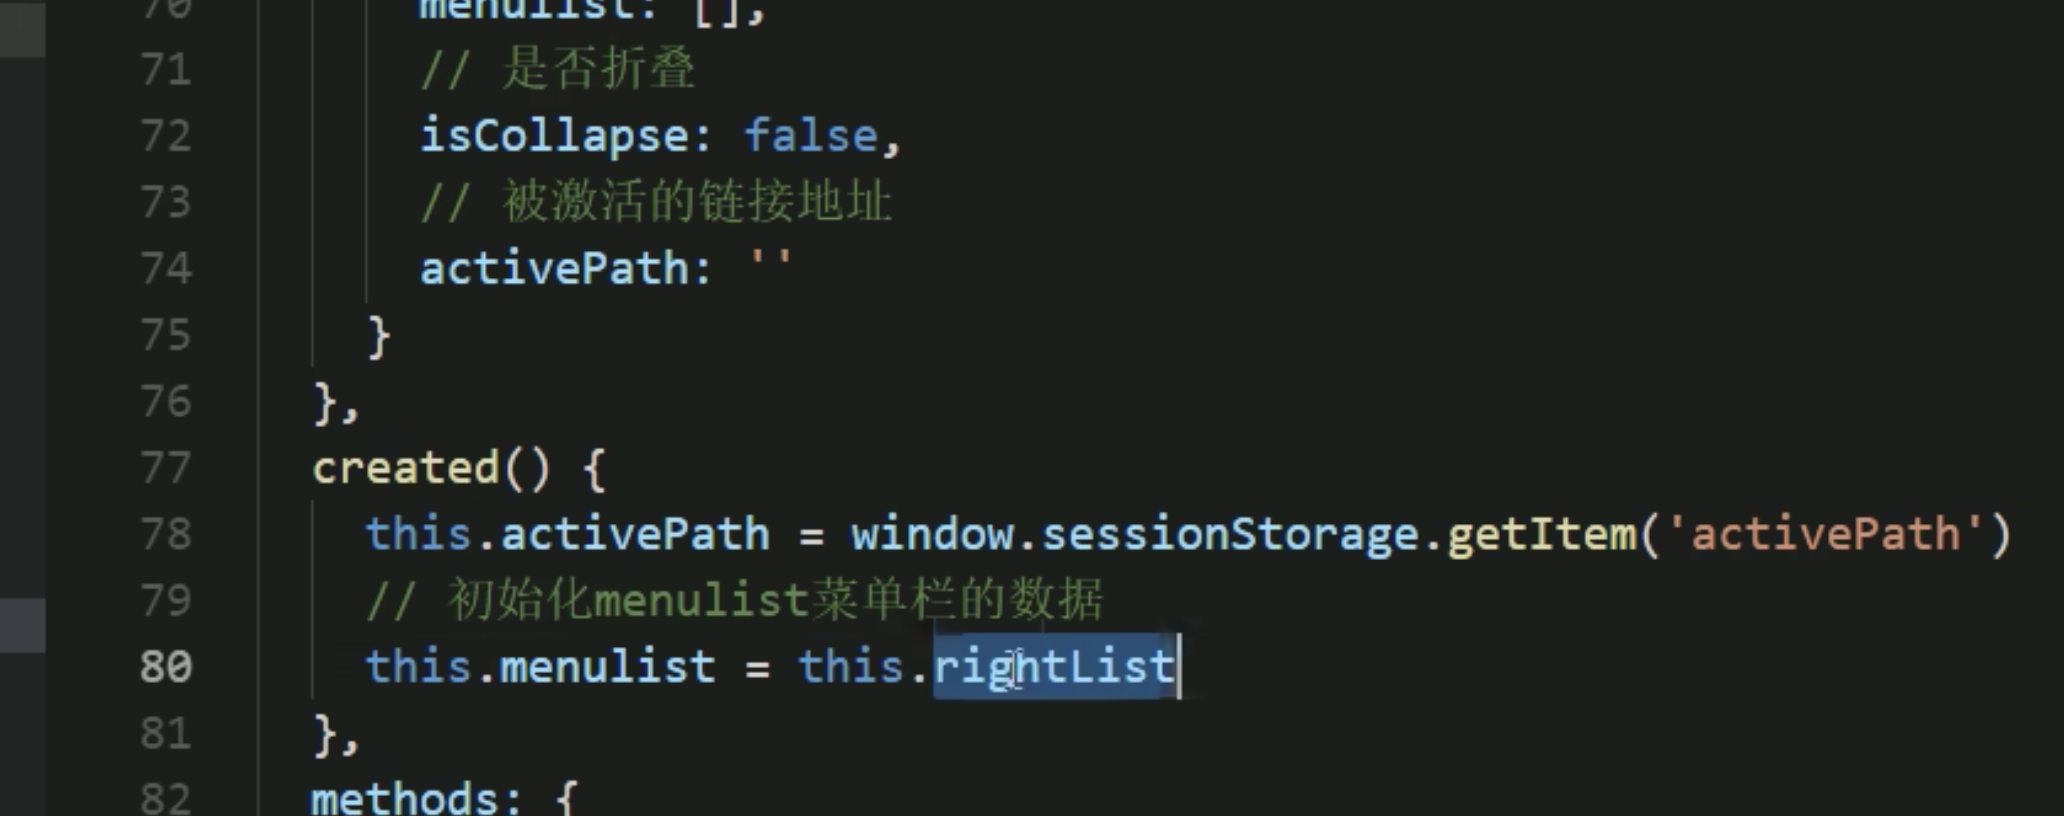 70 menulist: [],
71 // 是否折叠
72 isCollapse: false,
73 // 被激活的链接地址
74 activePath: ''
75 }
76 },
77 created() {
78 this.activePath = window.sessionStorage.getItem('activePath')
79 // 初始化menulist菜单栏的数据
80 this.menulist = this.rightList
81 },
82 methods: {